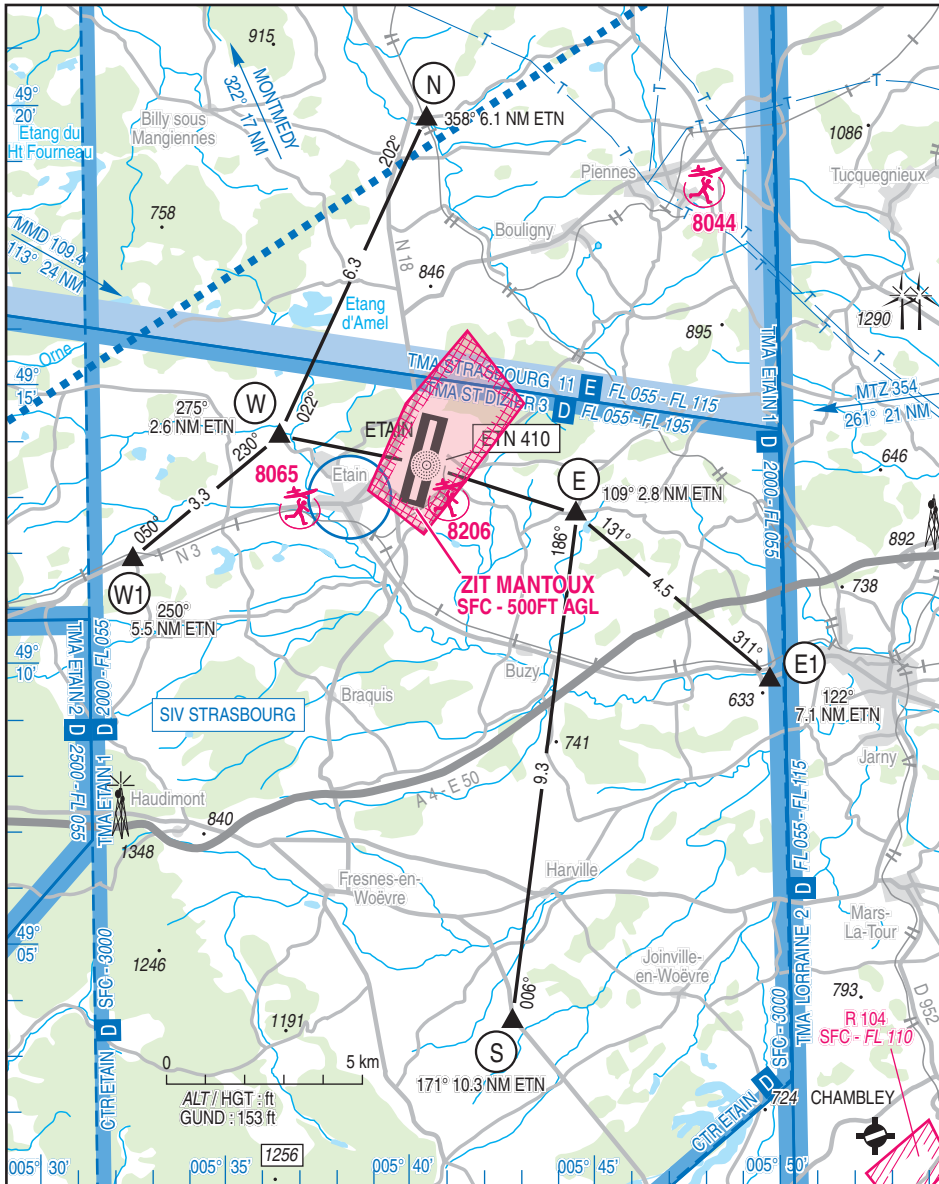 915
N
49°
20'
MONTMEDY
322° 17 NM
358° 6.1 NM ETN
Billy sous
Mangiennes
Etang du
Ht Fourneau
202°
1086
Piennes
Tucquegnieux
8044
758
Bouligny
MMD 109.4
113° 24 NM
N 18
6.3
846
Etang
d'Amel
1290
895
Orne
TMA STRASBOURG 11 E FL 055 - FL 115
TMA ST DIZIER 3 D FL 055 - FL 195
49°
15'
W
275°
2.6 NM ETN
022°
ETAIN
ETN 410
MTZ 354
261° 21 NM
TMA ETAIN 1 D 2000 - FL 055
230°
8065
Etain
E
109° 2.8 NM ETN
646
3.3
050°
N 3
8206
186°
131°
892
W1
250°
5.5 NM ETN
ZIT MANTOUX
SFC - 500FT AGL
4.5
738
49°
10'
311°
E1
633
122°
7.1 NM ETN
Buzy
Braquis
TMA ETAIN 2 D 2500 - FL 055
TMA ETAIN 1 D 2000 - FL 055
SIV STRASBOURG
741
Jarny
9.3
A 4 - E 50
Haudimont
840
1348
FL 055 - FL 115
TMA LORRAINE 2 D
Fresnes-en-
Woëvre
Harville
Mars-
La-Tour
49°
05'
1246
Joinville-
en-Woëvre
793
D 952
CTR ETAIN D SFC - 3000
006°
R 104
SFC - FL 110
1191
S
171° 10.3 NM ETN
SFC - 3000
CTR ETAIN D
0 5 km
ALT / HGT : ft
GUND : 153 ft
724
CHAMBLEY
1256
005° 30'
005° 35'
005° 40'
005° 45'
005° 50'